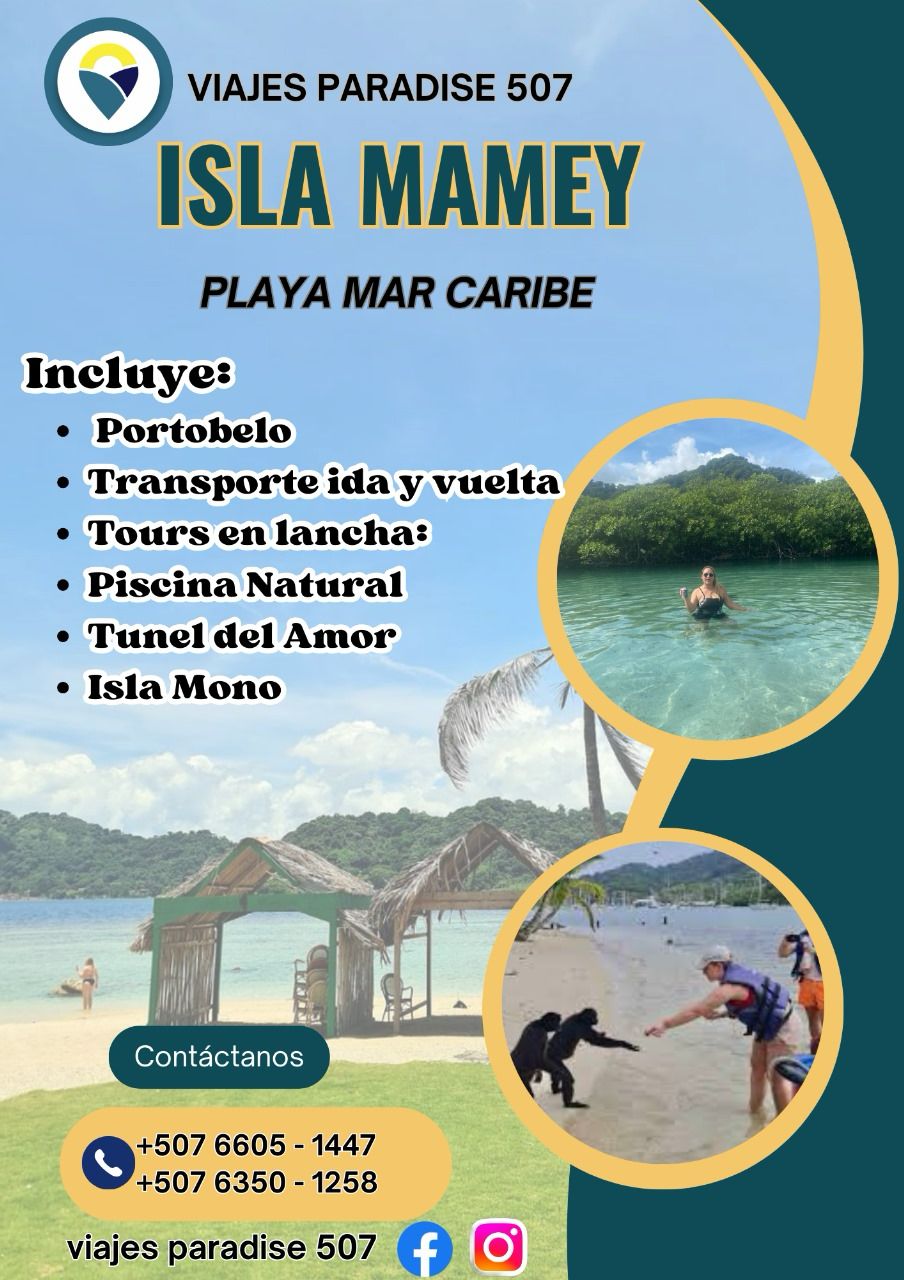 VIAJES PARADISE 507
ISLA MAMEY
PLAYA MAR CARIBE
Incluye:
• Portobelo
• Transporte ida y vuelta
• Tours en lancha:
• Piscina Natural
• Tunel del Amor
• Isla Mono
Contáctanos
+507 6605 - 1447
+507 6350 - 1258
viajes paradise 507